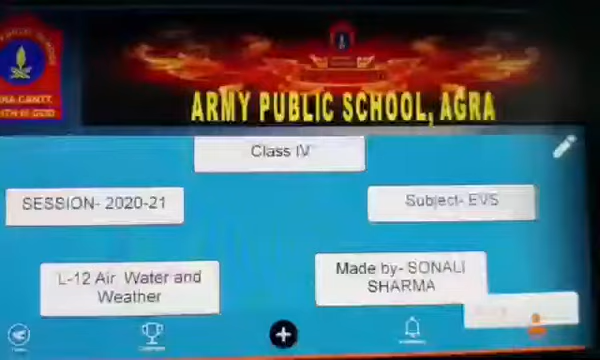 ARMY PUBLIC SCHOOL, AGRA
Class IV
SESSION- 2020-21
Subject- EVS
L-12 Air Water and
Weather
Made by- SONALI
SHARMA